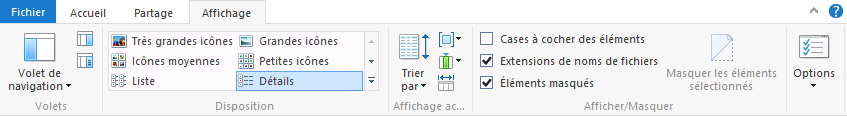 Fichier Accueil Partage Affichage
Très grandes icônes Grandes icônes
Icônes moyennes Petites icônes
Liste Détails
Volet de
navigation
Trier
par
Cases à cocher des éléments
Extensions de noms de fichiers
Éléments masqués
Masquer les éléments
sélectionnés
Options
Volets Disposition Affichage ac... Afficher/Masquer